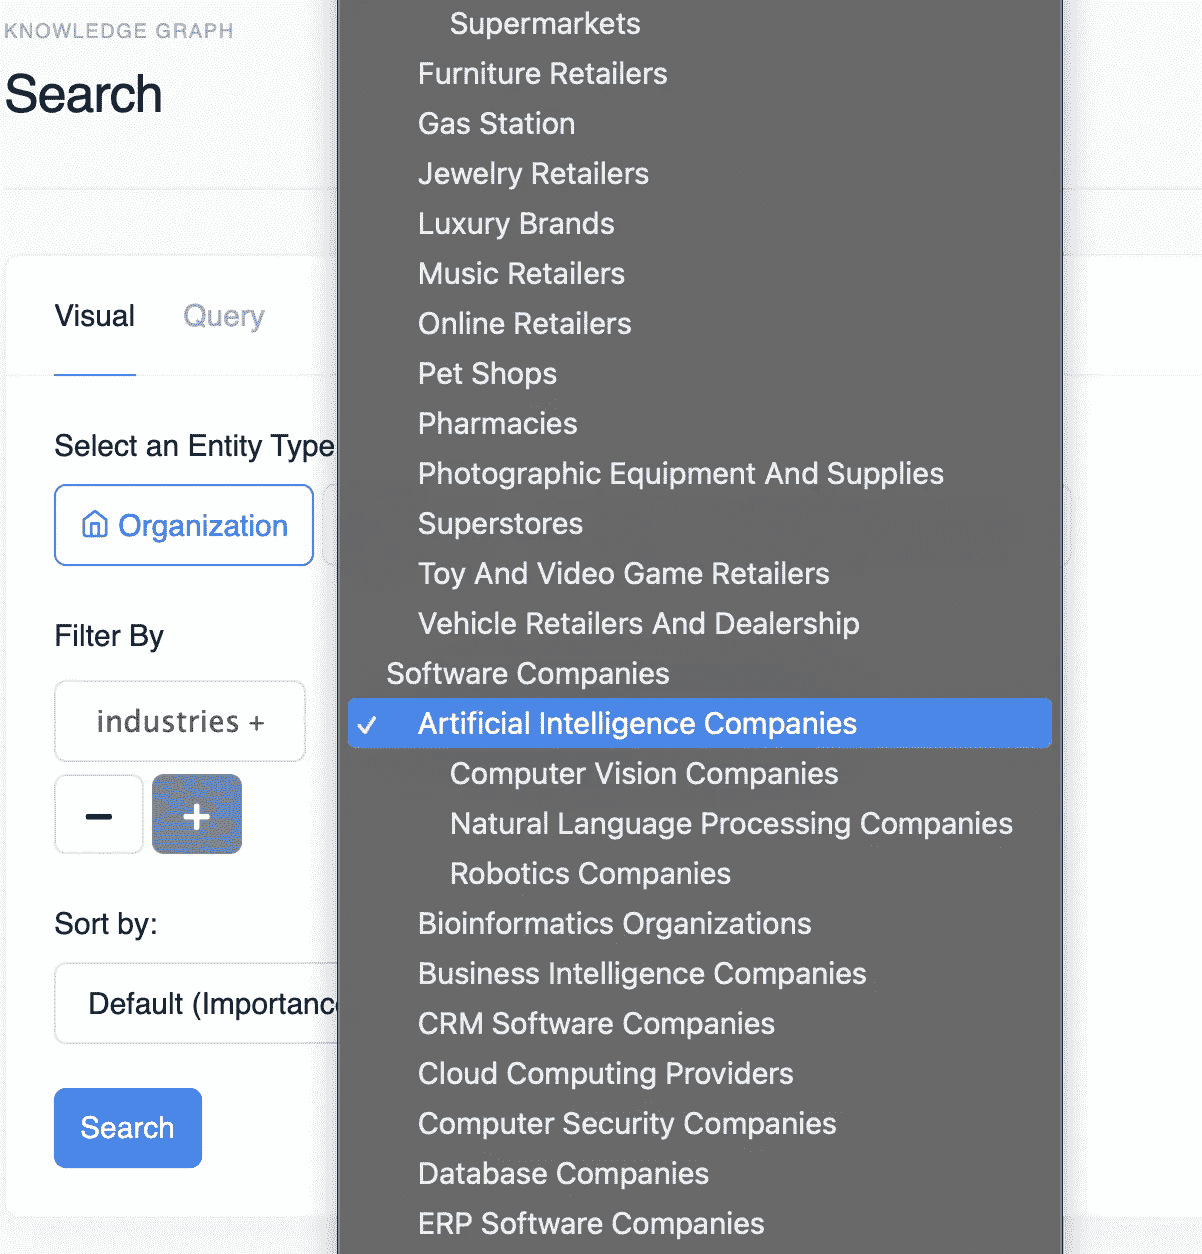 KNOWLEDGE GRAPH
Search
Visual Query
Select an Entity Type
Organization
Filter By
industries +
Sort by:
Default (Importance
Search
Supermarkets
Furniture Retailers
Gas Station
Jewelry Retailers
Luxury Brands
Music Retailers
Online Retailers
Pet Shops
Pharmacies
Photographic Equipment And Supplies
Superstores
Toy And Video Game Retailers
Vehicle Retailers And Dealership
Software Companies
Artificial Intelligence Companies
Computer Vision Companies
Natural Language Processing Companies
Robotics Companies
Bioinformatics Organizations
Business Intelligence Companies
CRM Software Companies
Cloud Computing Providers
Computer Security Companies
Database Companies
ERP Software Companies